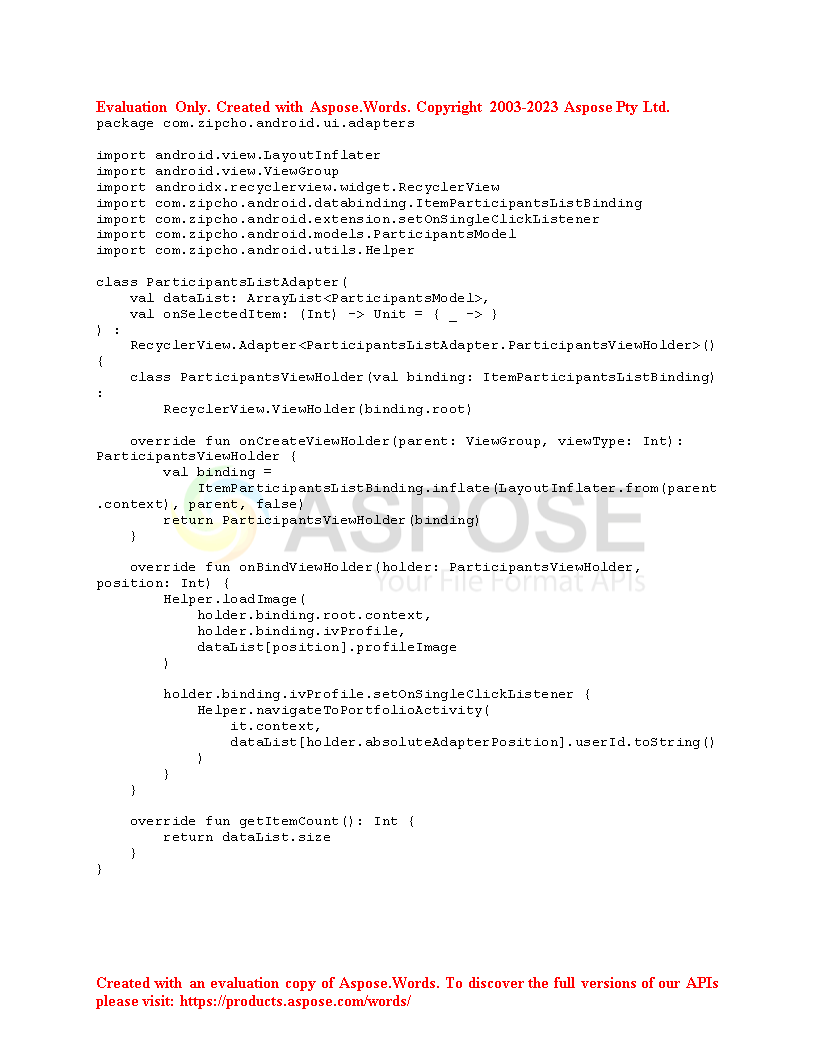 Evaluation Only. Created with Aspose.Words. Copyright 2003-2023 Aspose Pty Ltd.
package com.zipcho.android.ui.adapters

import android.view.LayoutInflater
import android.view.ViewGroup
import androidx.recyclerview.widget.RecyclerView
import com.zipcho.android.databinding.ItemParticipantsListBinding
import com.zipcho.android.extension.setOnSingleClickListener
import com.zipcho.android.models.ParticipantsModel
import com.zipcho.android.utils.Helper

class ParticipantsListAdapter(
    val dataList: ArrayList<ParticipantsModel>,
    val onSelectedItem: (Int) -> Unit = { _ -> }
) :
    RecyclerView.Adapter<ParticipantsListAdapter.ParticipantsViewHolder>()
{
    class ParticipantsViewHolder(val binding: ItemParticipantsListBinding)
:
        RecyclerView.ViewHolder(binding.root)

    override fun onCreateViewHolder(parent: ViewGroup, viewType: Int):
ParticipantsViewHolder {
        val binding =
            ItemParticipantsListBinding.inflate(LayoutInflater.from(parent
.context), parent, false)
        return ParticipantsViewHolder(binding)
    }
ASPOSE
Your File Format APIs

    override fun onBindViewHolder(holder: ParticipantsViewHolder,
position: Int) {
        Helper.loadImage(
            holder.binding.root.context,
            holder.binding.ivProfile,
            dataList[position].profileImage
        )

        holder.binding.ivProfile.setOnSingleClickListener {
            Helper.navigateToPortfolioActivity(
                it.context,
                dataList[holder.absoluteAdapterPosition].userId.toString()
            )
        }
    }

    override fun getItemCount(): Int {
        return dataList.size
    }
}

Created with an evaluation copy of Aspose.Words. To discover the full versions of our APIs
please visit: https://products.aspose.com/words/